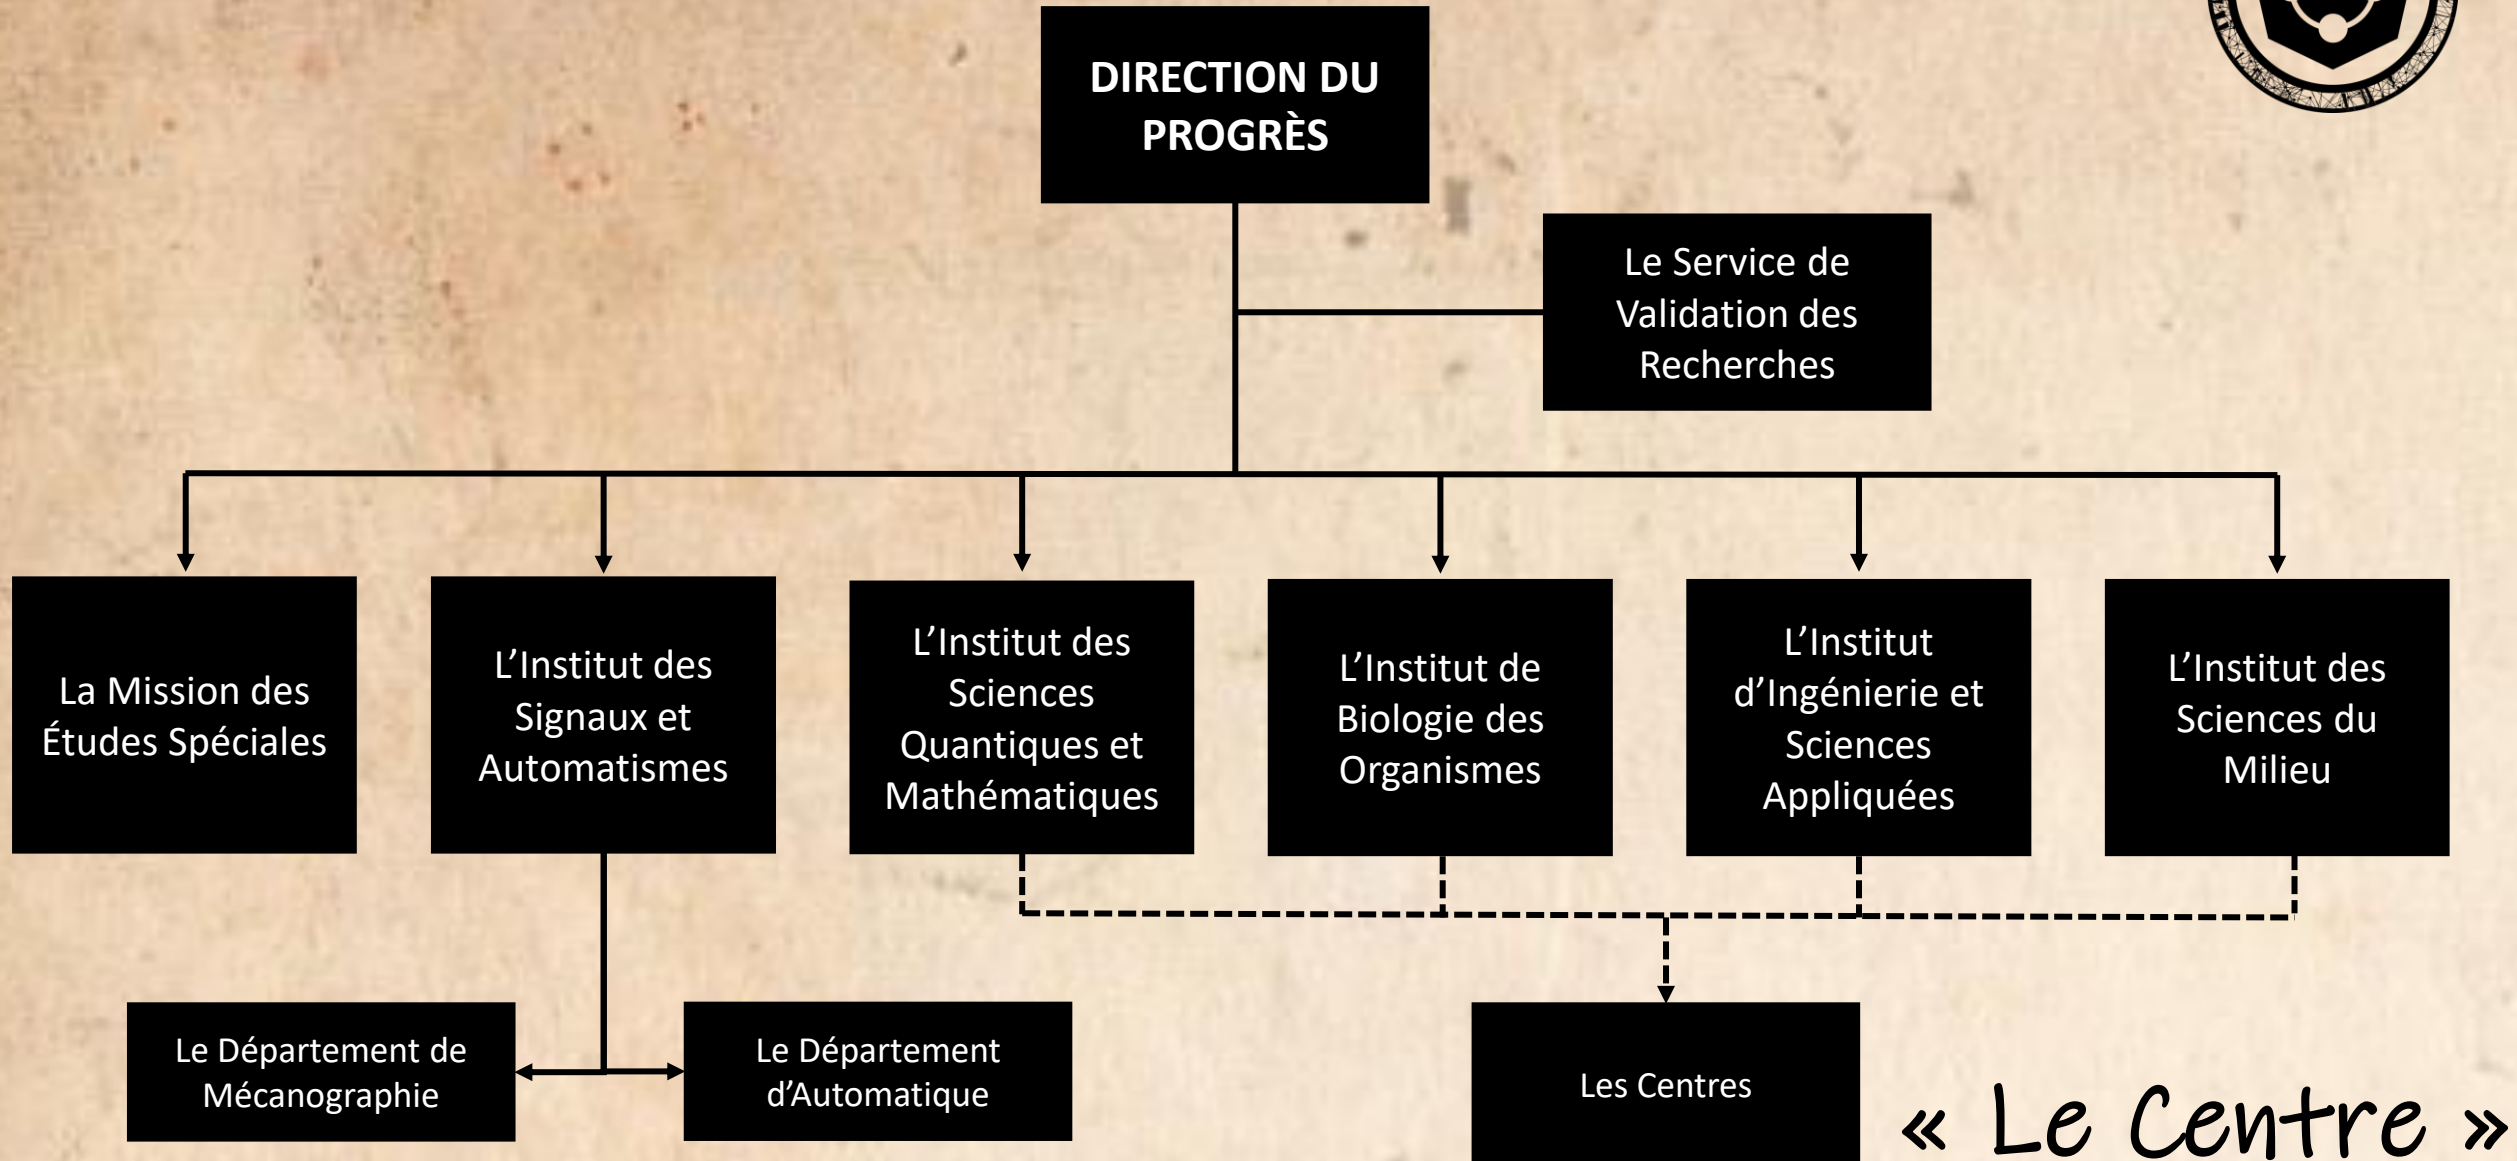 DIRECTION DU
PROGRÈS
Le Service de
Validation des
Recherches
La Mission des
Études Spéciales
L’Institut des
Signaux et
Automatismes
L’Institut des
Sciences
Quantiques et
Mathématiques
L’Institut de
Biologie des
Organismes
L’Institut
d’Ingénierie et
Sciences
Appliquées
L’Institut des
Sciences du
Milieu
Le Département de
Mécanographie
Le Département
d’Automatique
Les Centres
« Le Centre »